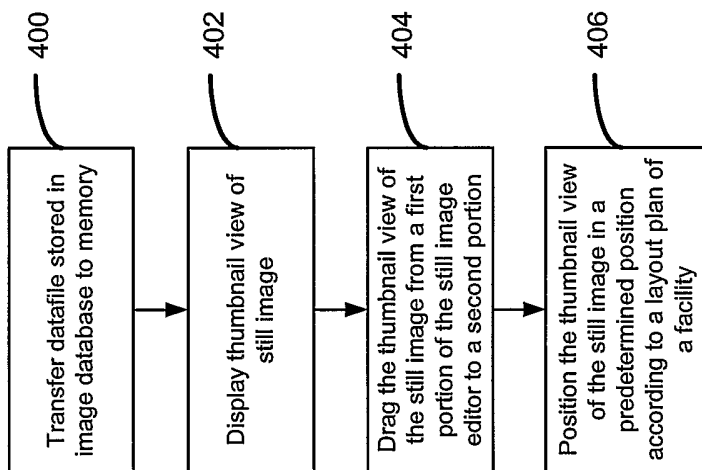 400
Transfer datafile stored in
image database to memory
402
Display thumbnail view of
still image
404
Drag the thumbnail view of
the still image from a first
portion of the still image
editor to a second portion
406
Position the thumbnail view
of the still image in a
predetermined position
according to a layout plan of
a facility